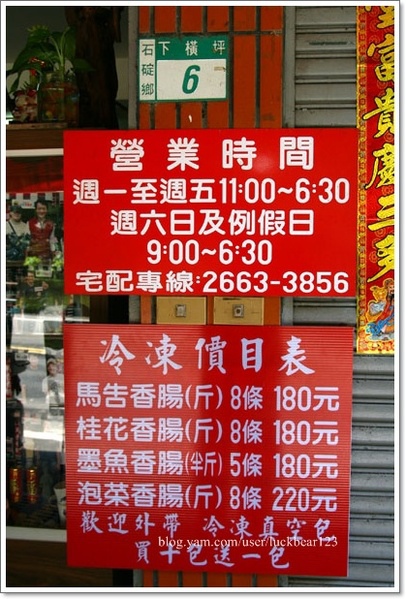 石碇鄉
下橫坪
6
營業時間
週一至週五11:00~6:30
週六日及例假日
9:00~6:30
宅配專線:2663-3856
冷凍價目表
馬告香腸(斤)8條 180元
桂花香腸(斤)8條 180元
墨魚香腸(半斤)5條 180元
泡菜香腸(斤)8條 220元
歡迎外帶 冷凍真空包
買十包送一包
blog.yam.com/user/luckbear123
富貴慶三多